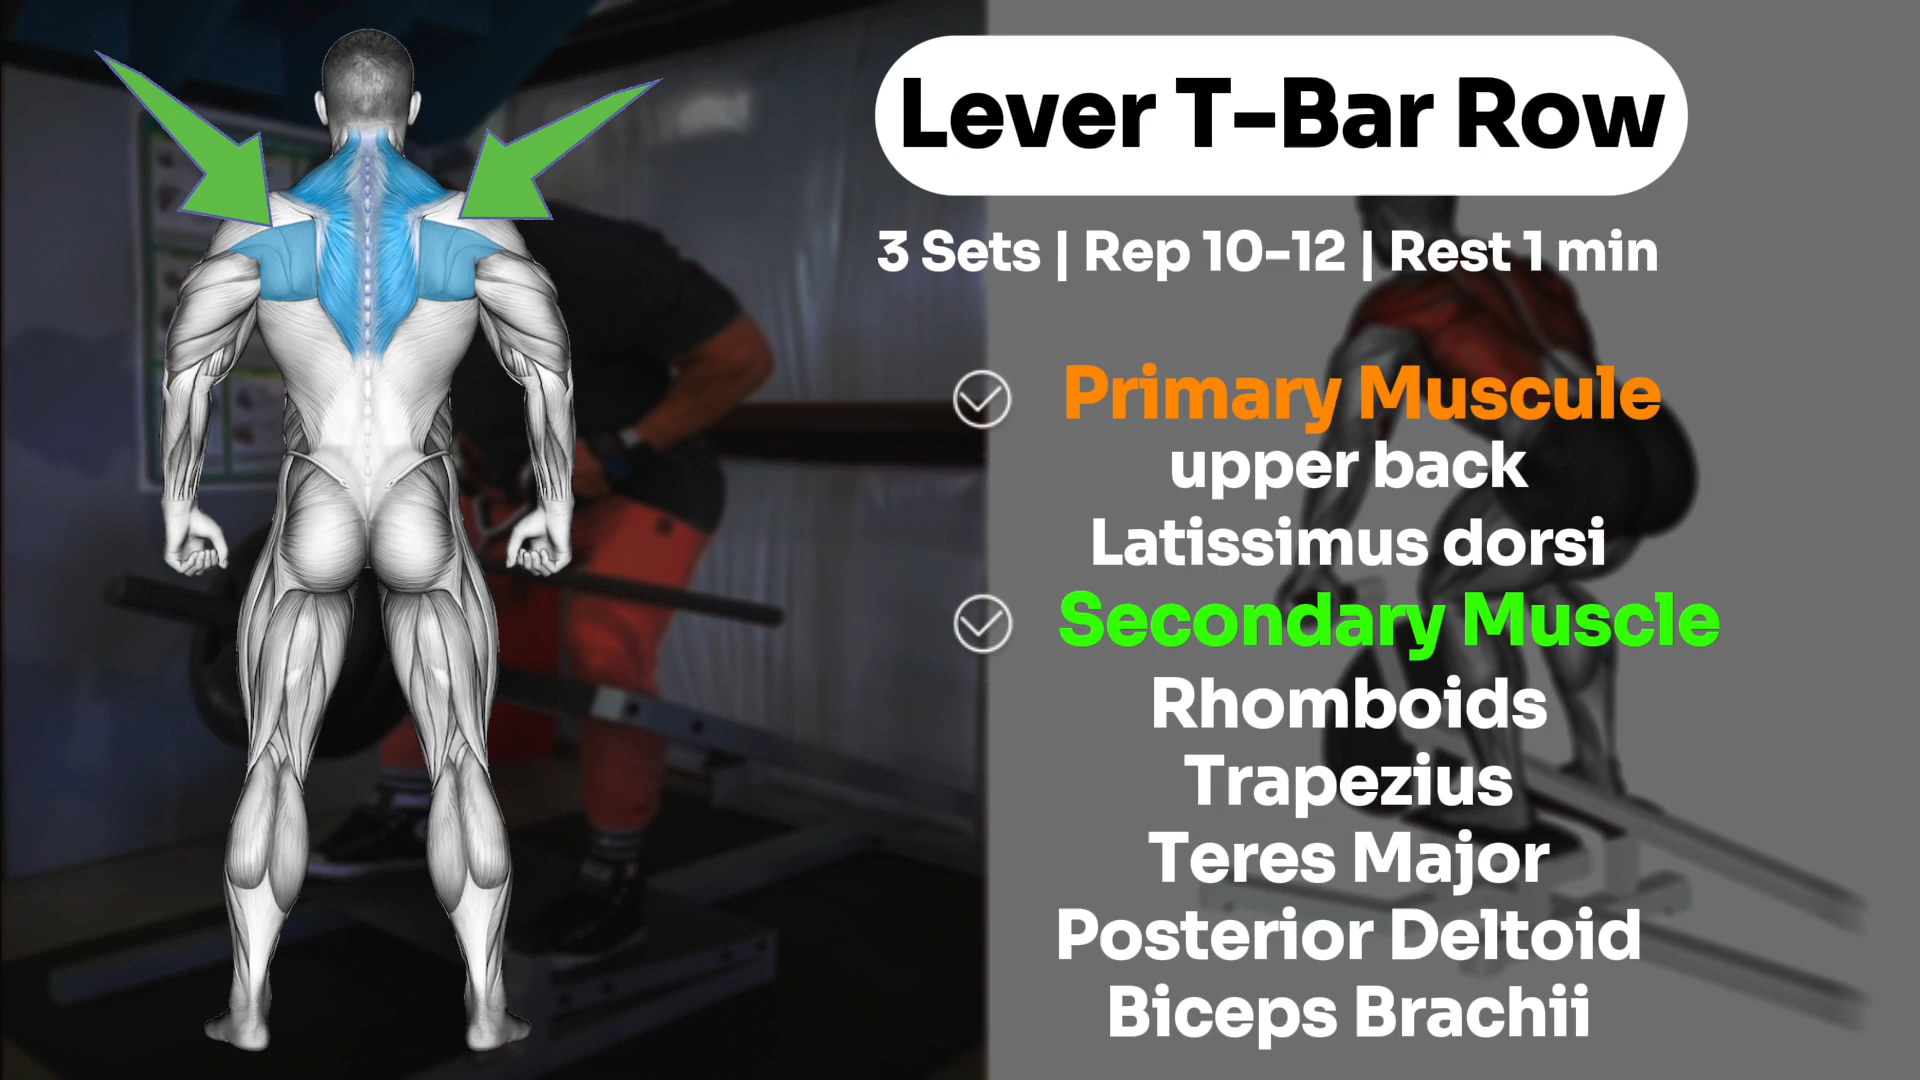 Lever T-Bar Row
3 Sets | Rep 10-12 | Rest 1 min
Primary Muscule
upper back
Latissimus dorsi
Secondary Muscle
Rhomboids
Trapezius
Teres Major
Posterior Deltoid
Biceps Brachii